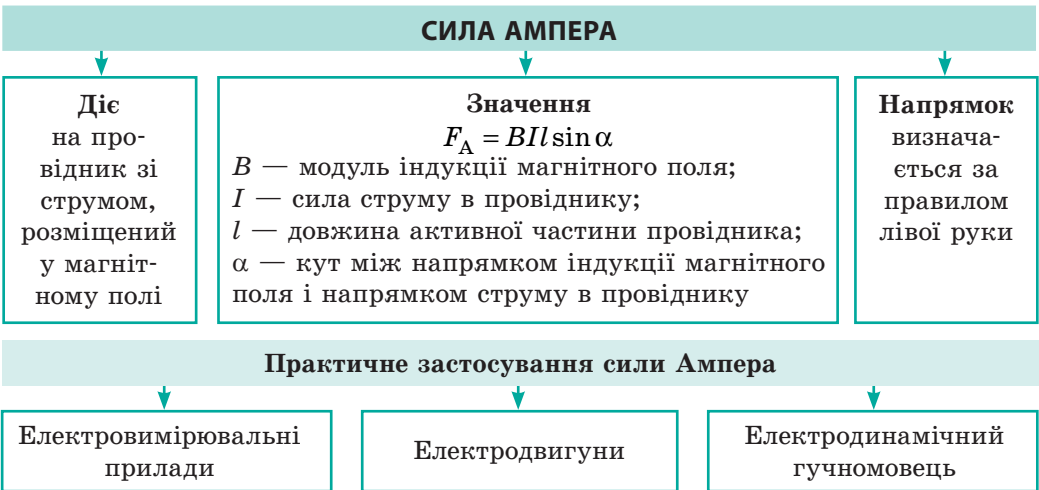 СИЛА АМПЕРА
Діє
на про-
відник зі
струмом,
розміщений
у магніт-
ному полі
Значення
F_A = BIl sin α
B — модуль індукції магнітного поля;
I — сила струму в провіднику;
l — довжина активної частини провідника;
α — кут між напрямком індукції магнітного
поля і напрямком струму в провіднику
Напрямок
визнача-
ється за
правилом
лівої руки
Практичне застосування сили Ампера
Електровимірювальні
прилади
Електродвигуни
Електродинамічний
гучномовець